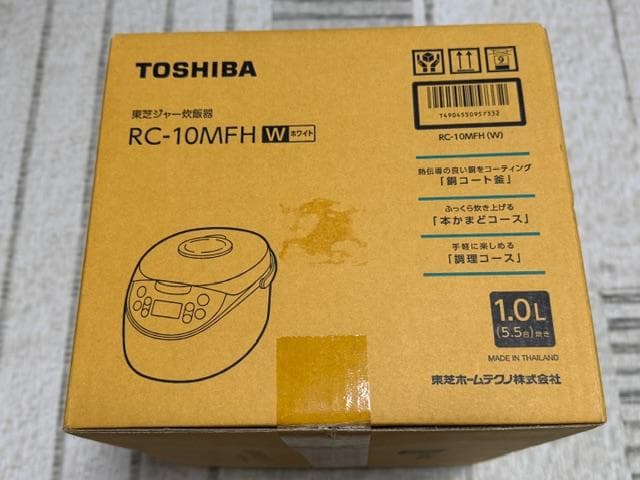 TOSHIBA
東芝ジャー炊飯器
RC-10MFH W ホワイト
9
T4904550957332
RC-10MFH(W)
熱伝導の良い銅をコーティング
「銅コート釜」
ふっくら炊き上げる
「本かまどコース」
手軽に楽しめる
「調理コース」
1.0L
(5.5合)炊き
MADE IN THAILAND
東芝ホームテクノ株式会社